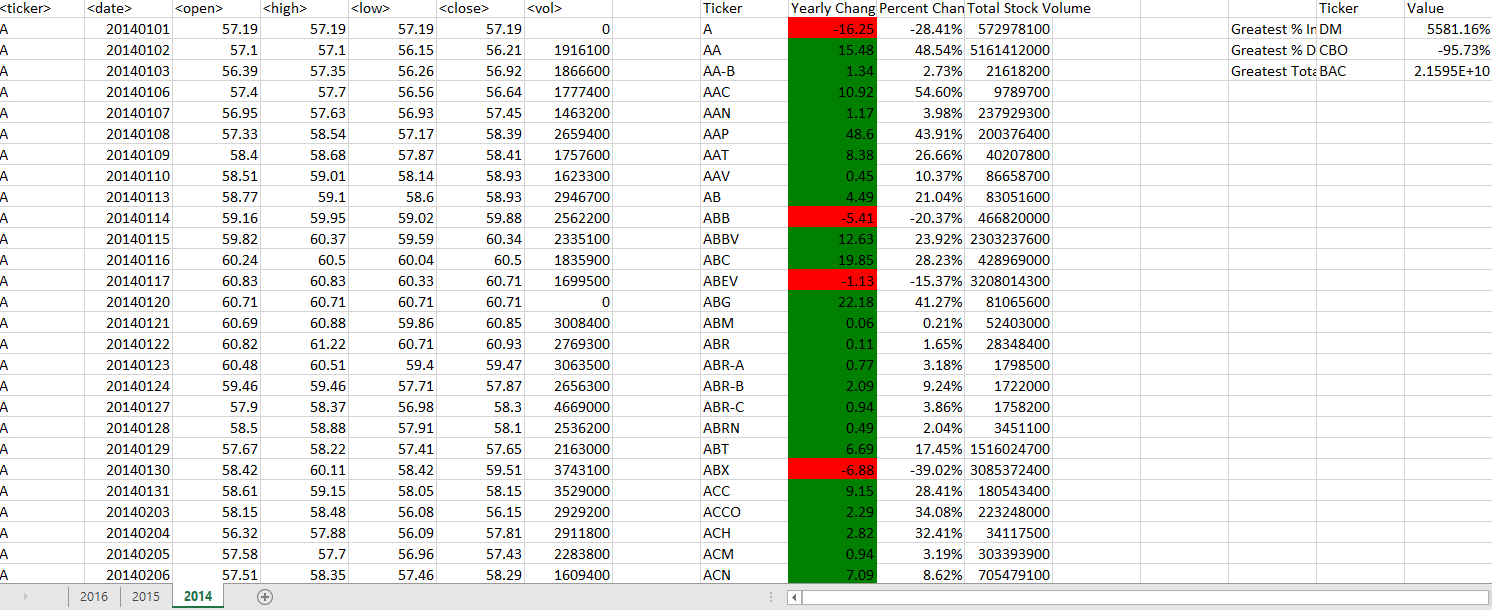 <ticker> <date> <open> <high> <low> <close> <vol> Ticker Yearly Chang Percent Chan Total Stock Volume Ticker Value
A 20140101 57.19 57.19 57.19 57.19 0 A -16.25 -28.41% 572978100 Greatest % In DM 5581.16%
A 20140102 57.1 57.1 56.15 56.21 1916100 AA 15.48 48.54% 5161412000 Greatest % D CBO -95.73%
A 20140103 56.39 57.35 56.26 56.92 1866600 AA-B 1.34 2.73% 21618200 Greatest Tota BAC 2.1595E+10
A 20140106 57.4 57.7 56.56 56.64 1777400 AAC 10.92 54.60% 9789700
A 20140107 56.95 57.63 56.93 57.45 1463200 AAN 1.17 3.98% 237929300
A 20140108 57.33 58.54 57.17 58.39 2659400 AAP 48.6 43.91% 200376400
A 20140109 58.4 58.68 57.87 58.41 1757600 AAT 8.38 26.66% 40207800
A 20140110 58.51 59.01 58.14 58.93 1623300 AAV 0.45 10.37% 86658700
A 20140113 58.77 59.1 58.6 58.93 2946700 AB 4.49 21.04% 83051600
A 20140114 59.16 59.95 59.02 59.88 2562200 ABB -5.41 -20.37% 466820000
A 20140115 59.82 60.37 59.59 60.34 2335100 ABBV 12.63 23.92% 2303237600
A 20140116 60.24 60.5 60.04 60.5 1835900 ABC 19.85 28.23% 428969000
A 20140117 60.83 60.83 60.33 60.71 1699500 ABEV -1.13 -15.37% 3208014300
A 20140120 60.71 60.71 60.71 60.71 0 ABG 22.18 41.27% 81065600
A 20140121 60.69 60.88 59.86 60.85 3008400 ABM 0.06 0.21% 52403000
A 20140122 60.82 61.22 60.71 60.93 2769300 ABR 0.11 1.65% 28348400
A 20140123 60.48 60.51 59.4 59.47 3063500 ABR-A 0.77 3.18% 1798500
A 20140124 59.46 59.46 57.71 57.87 2656300 ABR-B 2.09 9.24% 1722000
A 20140127 57.9 58.37 56.98 58.3 4669000 ABR-C 0.94 3.86% 1758200
A 20140128 58.5 58.88 57.91 58.1 2536200 ABRN 0.49 2.04% 3451100
A 20140129 57.67 58.22 57.41 57.65 2163000 ABT 6.69 17.45% 1516024700
A 20140130 58.42 60.11 58.42 59.51 3743100 ABX -6.88 -39.02% 3085372400
A 20140131 58.61 59.15 58.05 58.15 3529000 ACC 9.15 28.41% 180543400
A 20140203 58.15 58.48 56.08 56.15 2929200 ACCO 2.29 34.08% 223248000
A 20140204 56.32 57.88 56.09 57.81 2911800 ACH 2.82 32.41% 34117500
A 20140205 57.58 57.7 56.96 57.43 2283800 ACM 0.94 3.19% 303393900
A 20140206 57.51 58.35 57.46 58.29 1609400 ACN 7.09 8.62% 705479100
2016 2015 2014